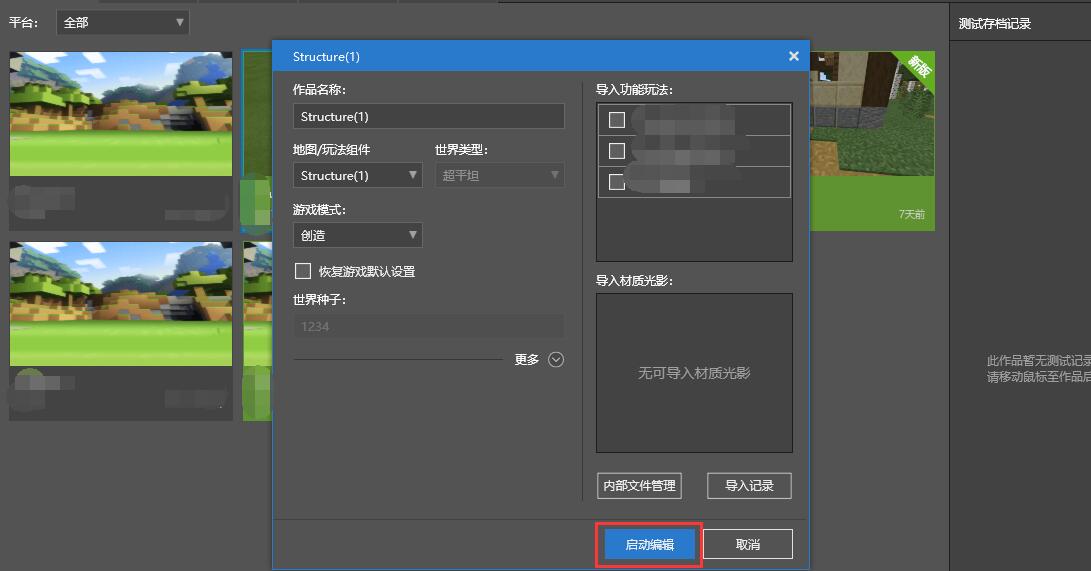 平台：
全部
测试存档记录
Structure(1)
作品名称：
Structure(1)
地图/玩法组件
世界类型：
Structure(1)
超平坦
游戏模式：
创造
恢复游戏默认设置
世界种子：
1234
更多
导入功能玩法：
导入材质光影：
无可导入材质光影
内部文件管理
导入记录
启动编辑
取消
新版
7天前
此作品暂无测试记录
请移动鼠标至作品后